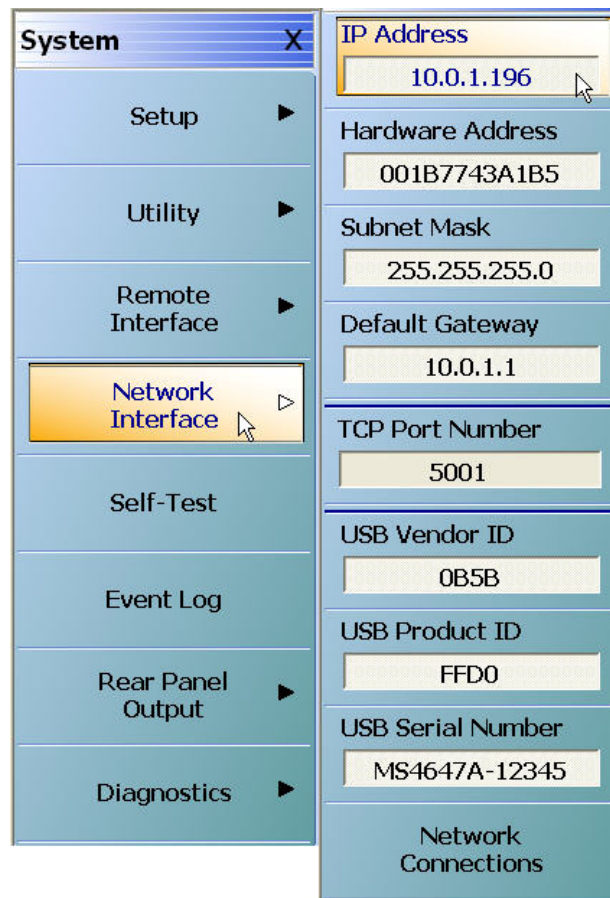 System X
Setup
Utility
Remote
Interface
Network
Interface
Self-Test
Event Log
Rear Panel
Output
Diagnostics
IP Address
10.0.1.196
Hardware Address
001B7743A1B5
Subnet Mask
255.255.255.0
Default Gateway
10.0.1.1
TCP Port Number
5001
USB Vendor ID
0B5B
USB Product ID
FFD0
USB Serial Number
MS4647A-12345
Network
Connections